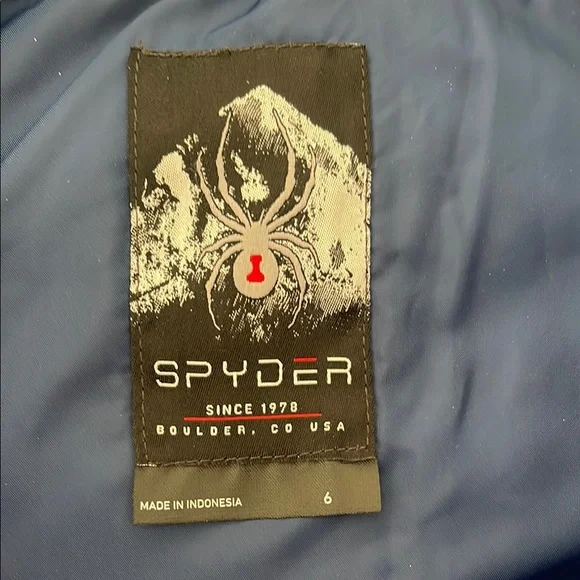 SPYDER
SINCE 1978
BOULDER, CO USA
MADE IN INDONESIA 6